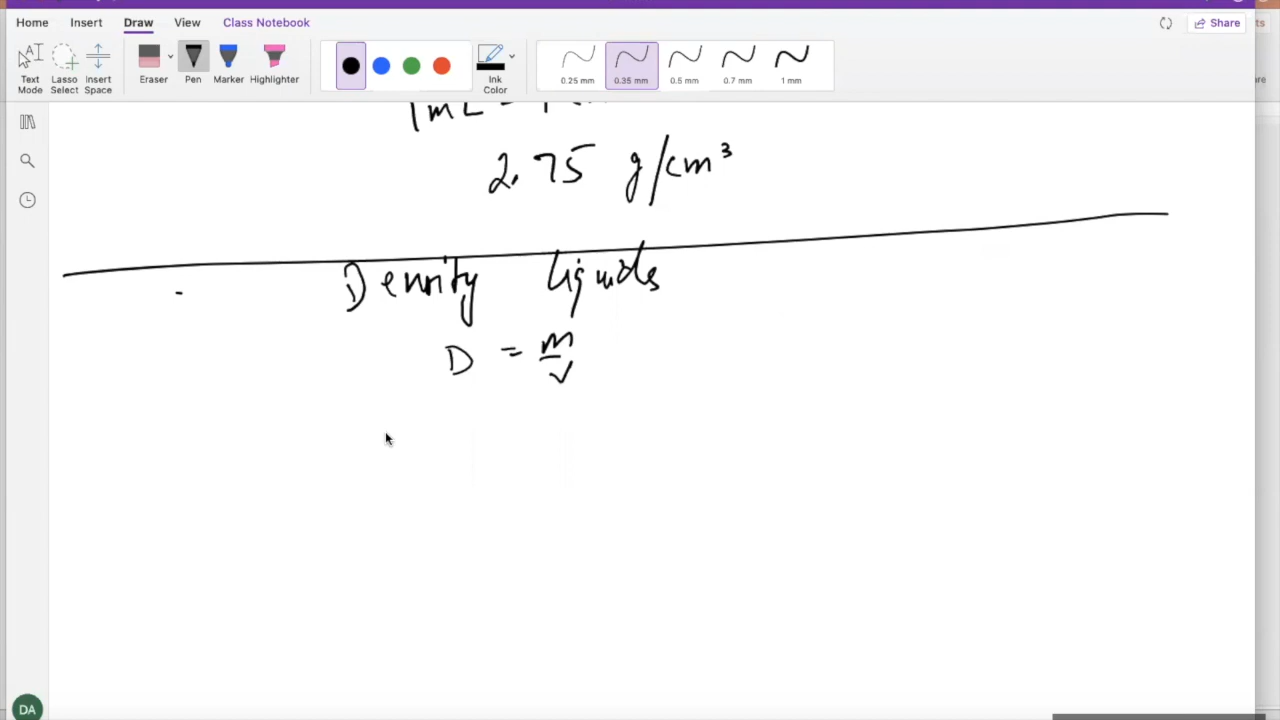 Home Insert Draw View Class Notebook Share
Text Mode Lasso Select Insert Space Eraser Pen Marker Highlighter Ink Color 0.25 mm 0.35 mm 0.5 mm 0.7 mm 1 mm
1mL = 1
2.75 g/cm³
Density liquids
D = m/v
DA